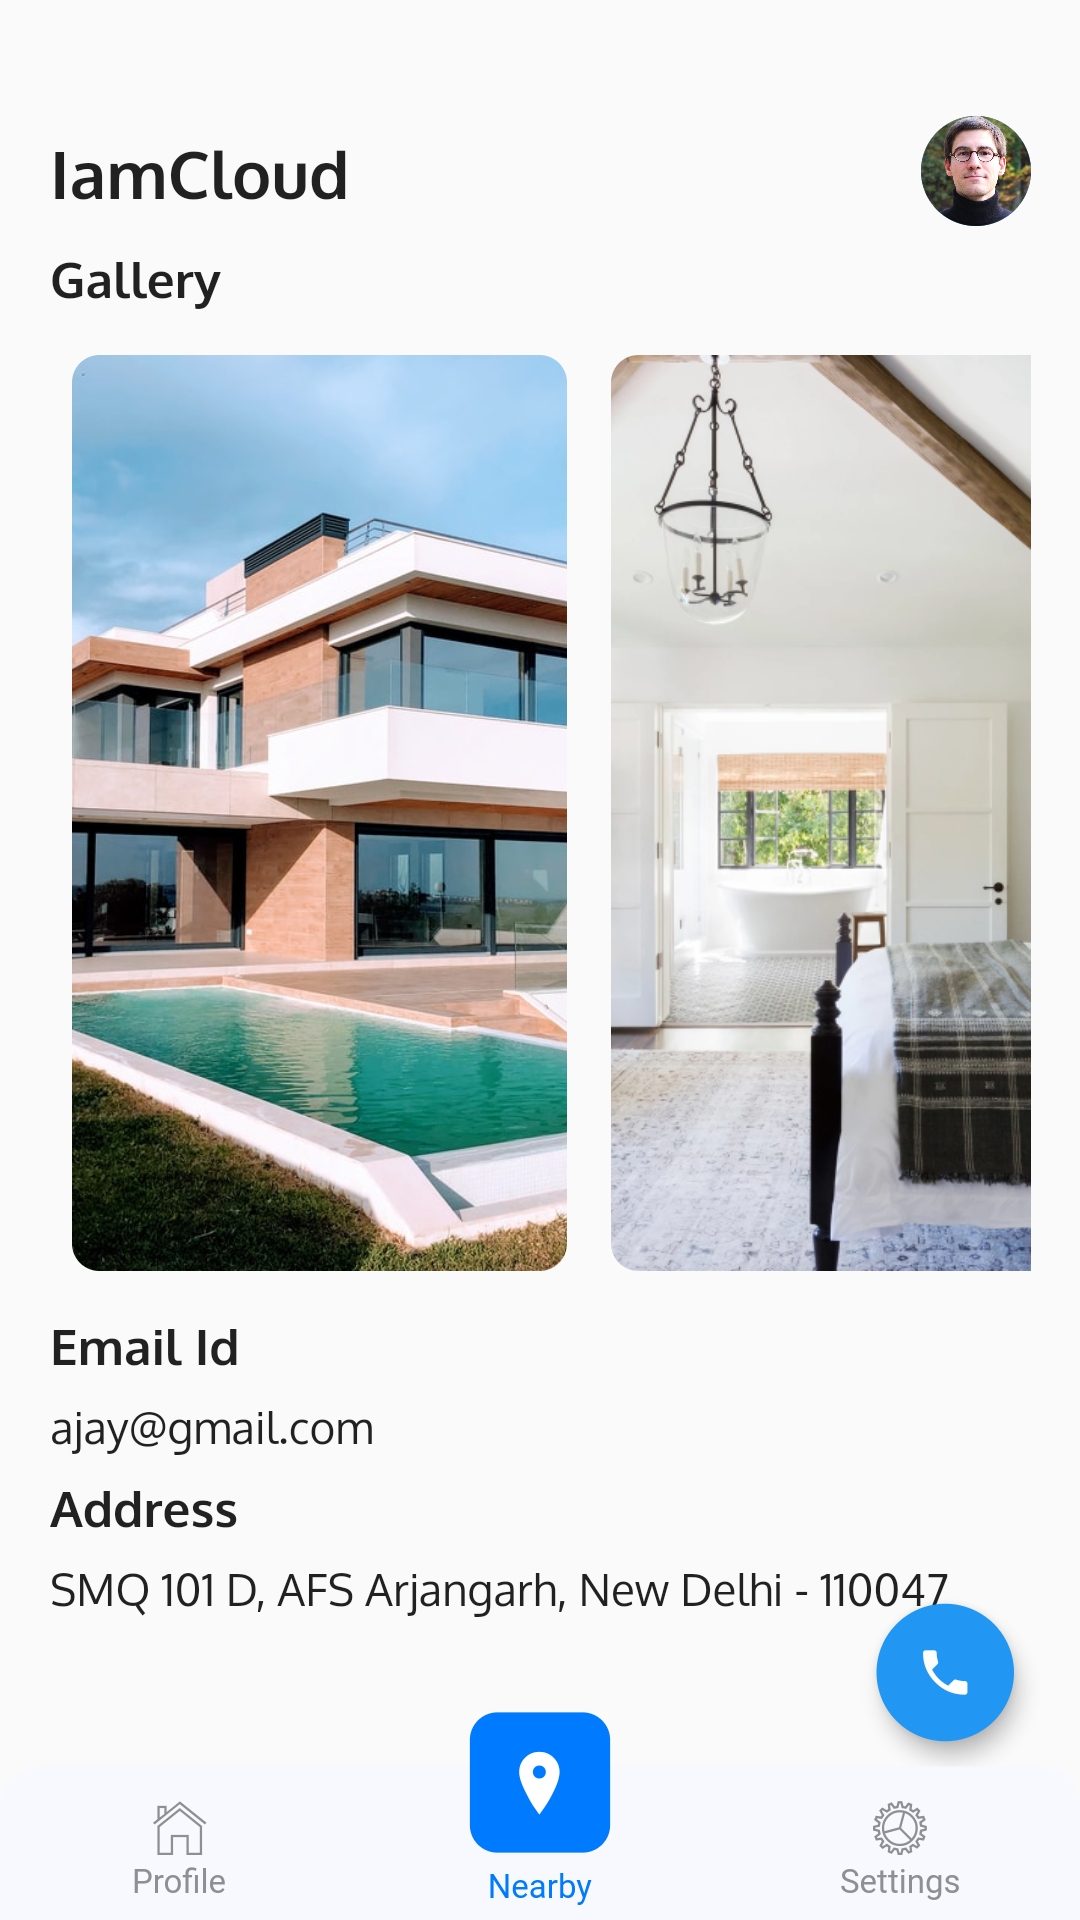 IamCloud
Gallery
Email Id
ajay@gmail.com
Address
SMQ 101 D, AFS Arjangarh, New Delhi - 110047
Profile
Nearby
Settings